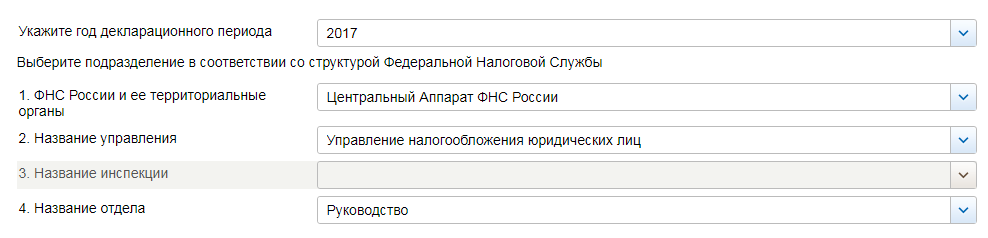 Укажите год декларационного периода
2017
Выберите подразделение в соответствии со структурой Федеральной Налоговой Службы
1. ФНС России и ее территориальные
органы
Центральный Аппарат ФНС России
2. Название управления
Управление налогообложения юридических лиц
3. Название инспекции
4. Название отдела
Руководство